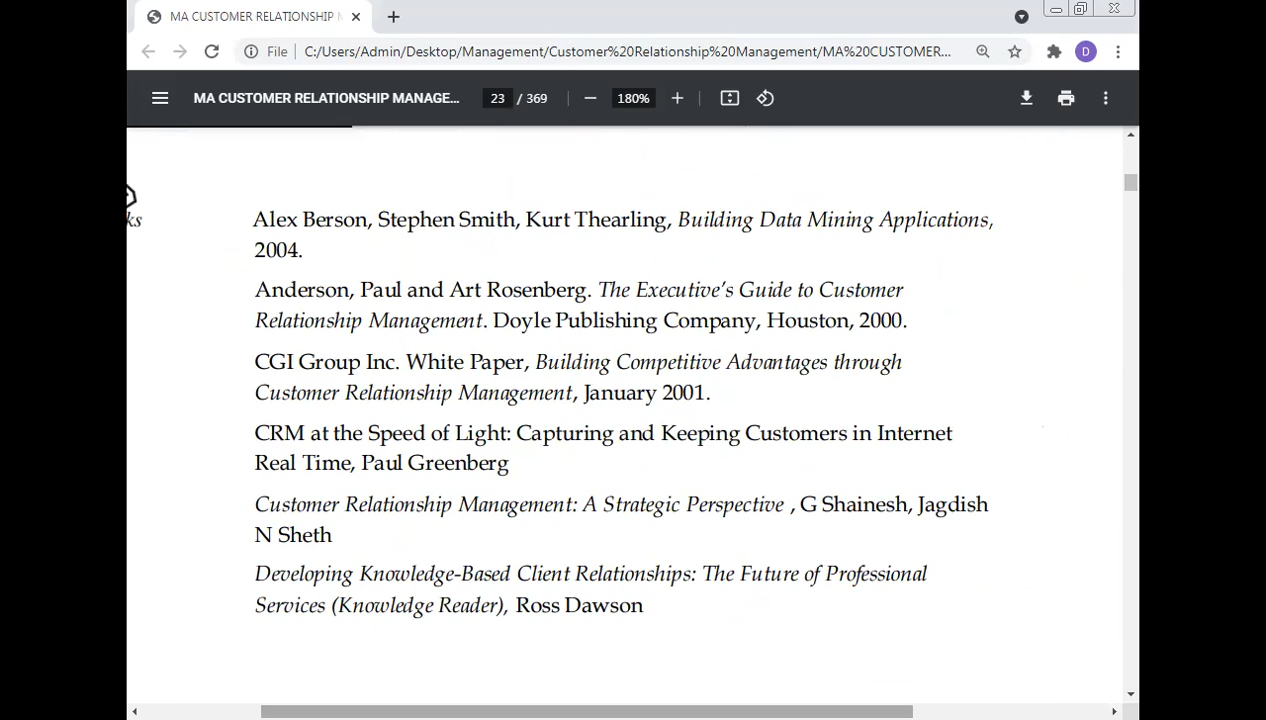 MA CUSTOMER RELATIONSHIP
File C:/Users/Admin/Desktop/Management/Customer%20Relationship%20Management/MA%20CUSTOMER...
D
MA CUSTOMER RELATIONSHIP MANAGE...
23 / 369
180%
ks
Alex Berson, Stephen Smith, Kurt Thearling, Building Data Mining Applications,
2004.
Anderson, Paul and Art Rosenberg. The Executive's Guide to Customer
Relationship Management. Doyle Publishing Company, Houston, 2000.
CGI Group Inc. White Paper, Building Competitive Advantages through
Customer Relationship Management, January 2001.
CRM at the Speed of Light: Capturing and Keeping Customers in Internet
Real Time, Paul Greenberg
Customer Relationship Management: A Strategic Perspective , G Shainesh, Jagdish
N Sheth
Developing Knowledge-Based Client Relationships: The Future of Professional
Services (Knowledge Reader), Ross Dawson